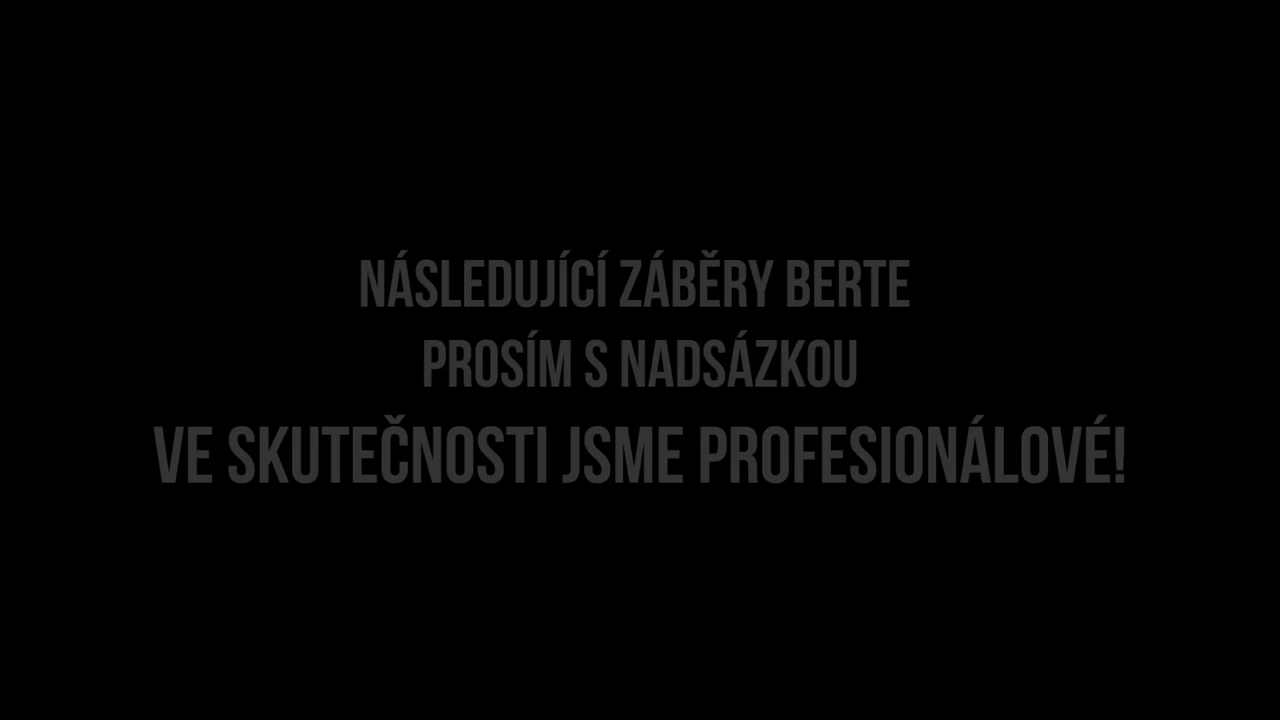 NÁSLEDUJÍCÍ ZÁBĚRY BERTE
PROSÍM S NADSÁZKOU
VE SKUTEČNOSTI JSME PROFESIONÁLOVÉ!